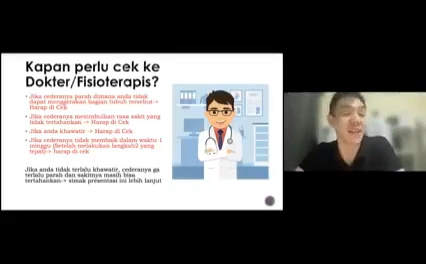 Kapan perlu cek ke
Dokter/Fisioterapis?
Jika cederanya parah dimana anda tidak
dapat menggerakan bagian tubuh tersebut->
Harap di Cek
Jika cederanya menimbulkan rasa sakit yang
tidak tertahankan -> Harap di Cek
Jika anda khawatir -> Harap di Cek
Jika cederanya tidak membaik dalam waktu 1
minggu (Setelah melakukan langkah2 yang
tepat)-> harap di cek
Jika anda tidak terlalu khawatir, cederanya ga
terlalu parah dan sakitnya masih bisa
tertahankan-> simak presentasi ini lebih lanjut